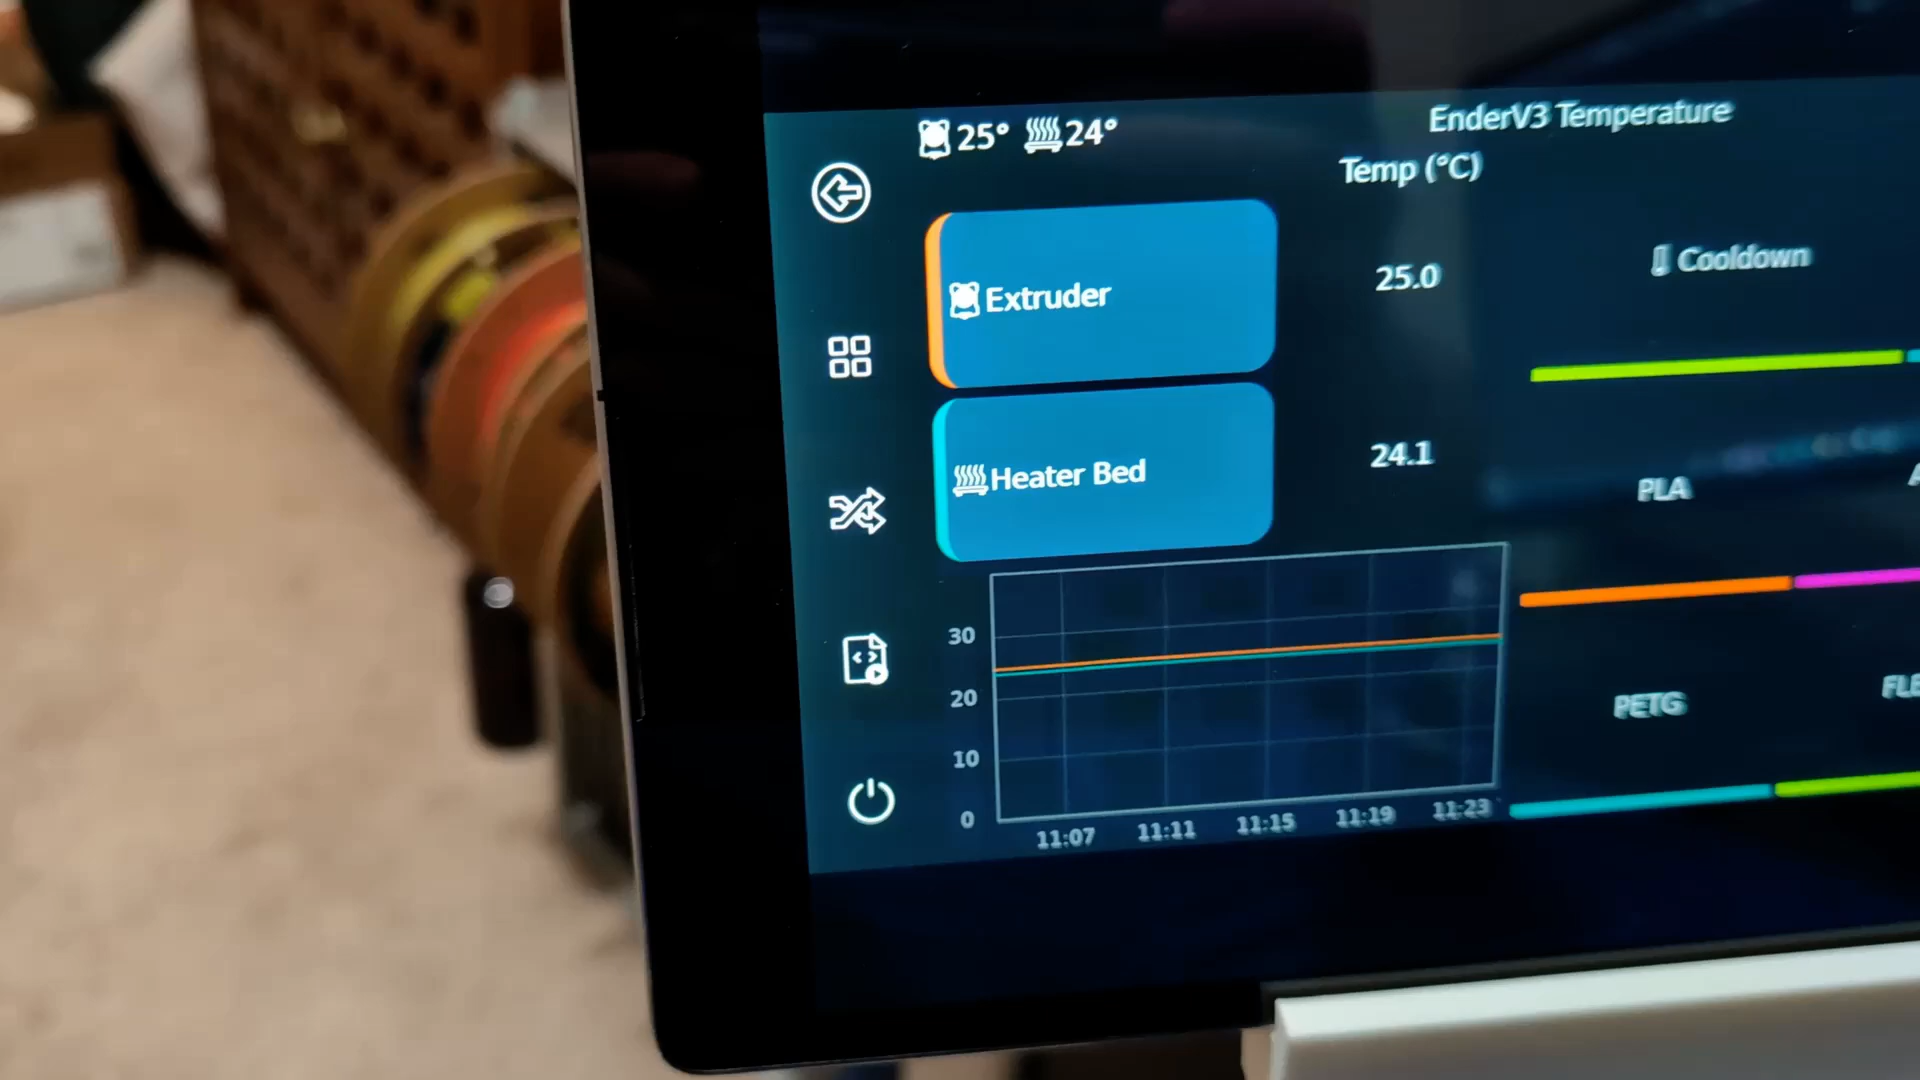 25° 24°
EnderV3 Temperature
Temp (°C)
Extruder
25.0
Cooldown
Heater Bed
24.1
PLA
PETG
FLE
30
20
10
0
11:07 11:11 11:15 11:19 11:23